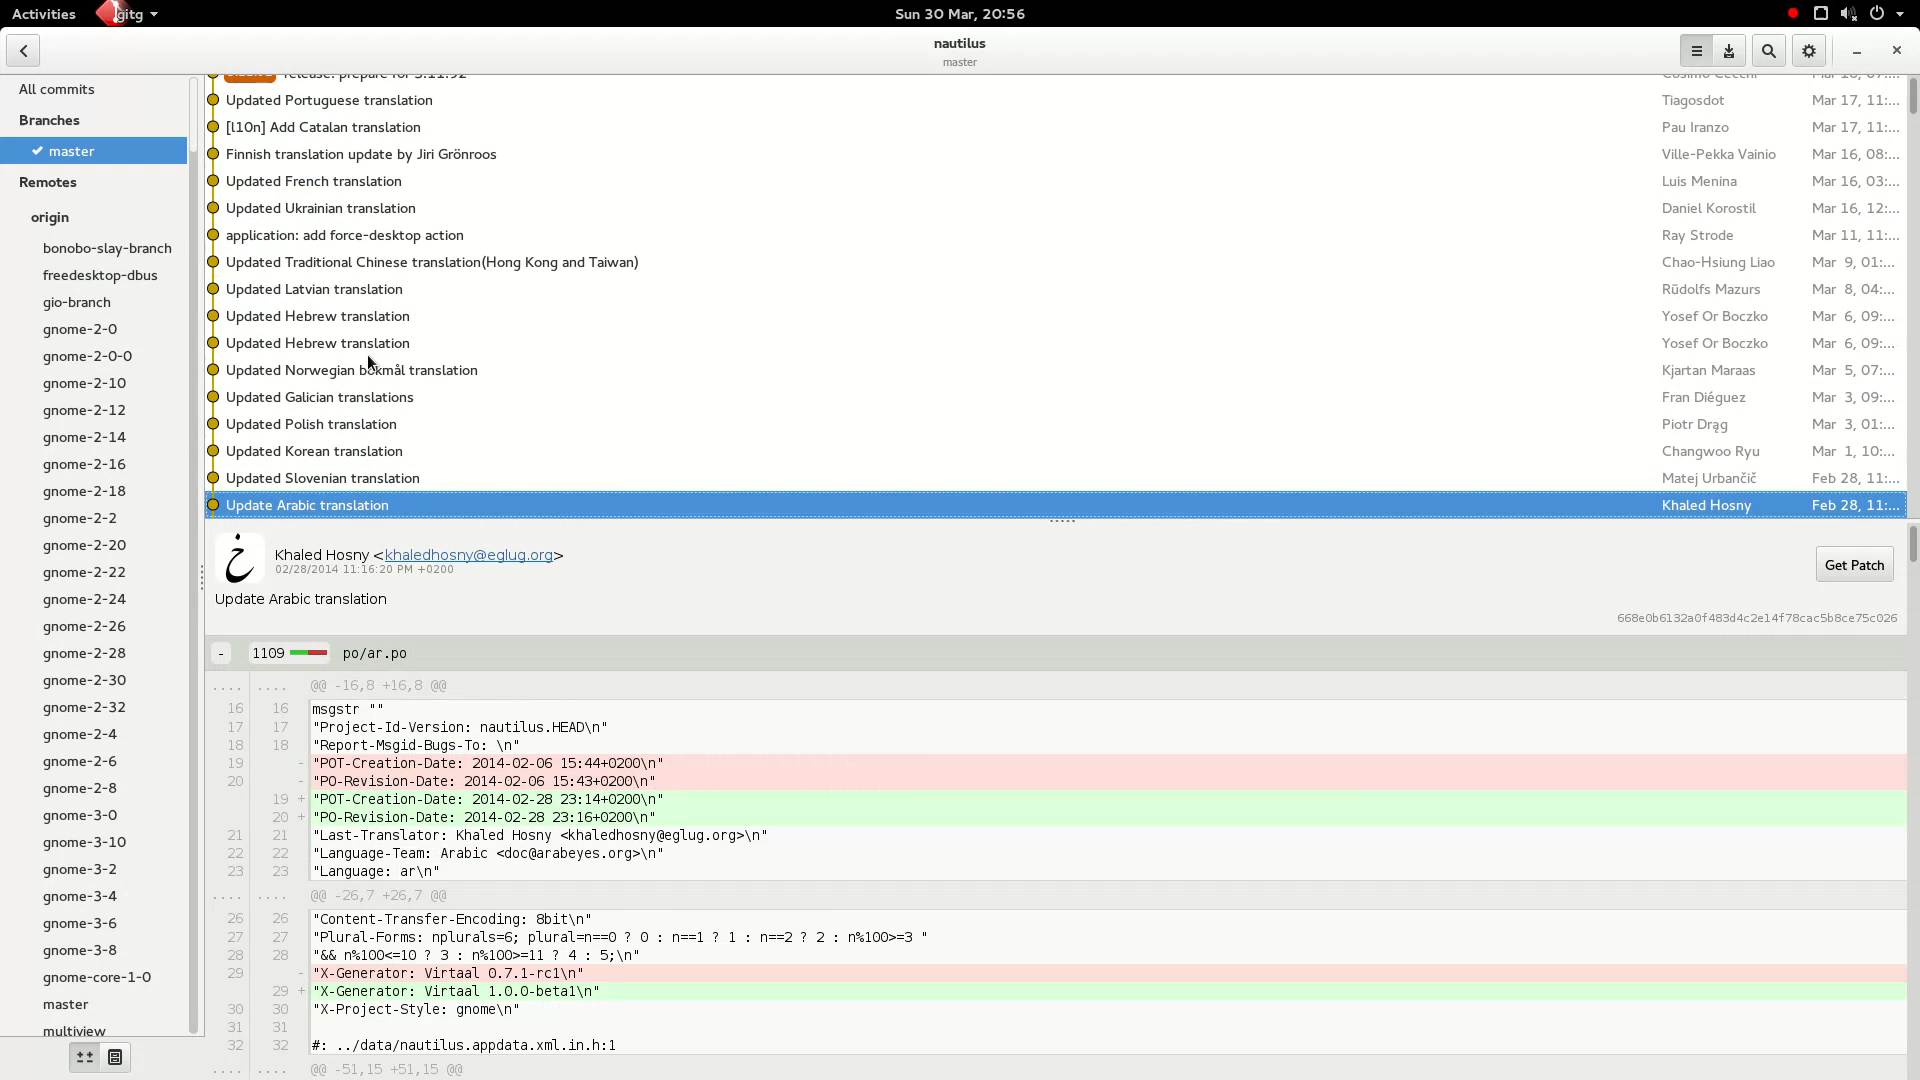 Activities gitg Sun 30 Mar, 20:56
nautilus
master
All commits
Branches
master
Remotes
origin
bonobo-slay-branch
freedesktop-dbus
gio-branch
gnome-2-0
gnome-2-0-0
gnome-2-10
gnome-2-12
gnome-2-14
gnome-2-16
gnome-2-18
gnome-2-2
gnome-2-20
gnome-2-22
gnome-2-24
gnome-2-26
gnome-2-28
gnome-2-30
gnome-2-32
gnome-2-4
gnome-2-6
gnome-2-8
gnome-3-0
gnome-3-10
gnome-3-2
gnome-3-4
gnome-3-6
gnome-3-8
gnome-core-1-0
master
multiview
release: prepare for 3.11.92 Cosimo Cecchi
Updated Portuguese translation Tiagosdot Mar 17, 11:...
[l10n] Add Catalan translation Pau Iranzo Mar 17, 11:...
Finnish translation update by Jiri Grönroos Ville-Pekka Vainio Mar 16, 08:...
Updated French translation Luis Menina Mar 16, 03:...
Updated Ukrainian translation Daniel Korostil Mar 16, 12:...
application: add force-desktop action Ray Strode Mar 11, 11:...
Updated Traditional Chinese translation(Hong Kong and Taiwan) Chao-Hsiung Liao Mar 9, 01:...
Updated Latvian translation Rūdolfs Mazurs Mar 8, 04:...
Updated Hebrew translation Yosef Or Boczko Mar 6, 09:...
Updated Hebrew translation Yosef Or Boczko Mar 6, 09:...
Updated Norwegian bokmål translation Kjartan Maraas Mar 5, 07:...
Updated Galician translations Fran Diéguez Mar 3, 09:...
Updated Polish translation Piotr Drąg Mar 3, 01:...
Updated Korean translation Changwoo Ryu Mar 1, 10:...
Updated Slovenian translation Matej Urbančič Feb 28, 11:...
Update Arabic translation Khaled Hosny Feb 28, 11:...
خ
Khaled Hosny <khaledhosny@eglug.org>
02/28/2014 11:16:20 PM +0200
Get Patch
Update Arabic translation
668e0b6132a0f483d4c2e14f78cac5b8ce75c026
- 1109 po/ar.po
.... .... @@ -16,8 +16,8 @@
16 16 msgstr ""
17 17 "Project-Id-Version: nautilus.HEAD\n"
18 18 "Report-Msgid-Bugs-To: \n"
19 - "POT-Creation-Date: 2014-02-06 15:44+0200\n"
20 - "PO-Revision-Date: 2014-02-06 15:43+0200\n"
19 + "POT-Creation-Date: 2014-02-28 23:14+0200\n"
20 + "PO-Revision-Date: 2014-02-28 23:16+0200\n"
21 21 "Last-Translator: Khaled Hosny <khaledhosny@eglug.org>\n"
22 22 "Language-Team: Arabic <doc@arabeyes.org>\n"
23 23 "Language: ar\n"
.... .... @@ -26,7 +26,7 @@
26 26 "Content-Transfer-Encoding: 8bit\n"
27 27 "Plural-Forms: nplurals=6; plural=n==0 ? 0 : n==1 ? 1 : n==2 ? 2 : n%100>=3 "
28 28 "&& n%100<=10 ? 3 : n%100>=11 ? 4 : 5;\n"
29 - "X-Generator: Virtaal 0.7.1-rc1\n"
29 + "X-Generator: Virtaal 1.0.0-beta1\n"
30 30 "X-Project-Style: gnome\n"
31 31
32 32 #: ../data/nautilus.appdata.xml.in.h:1
.... .... @@ -51,15 +51,15 @@